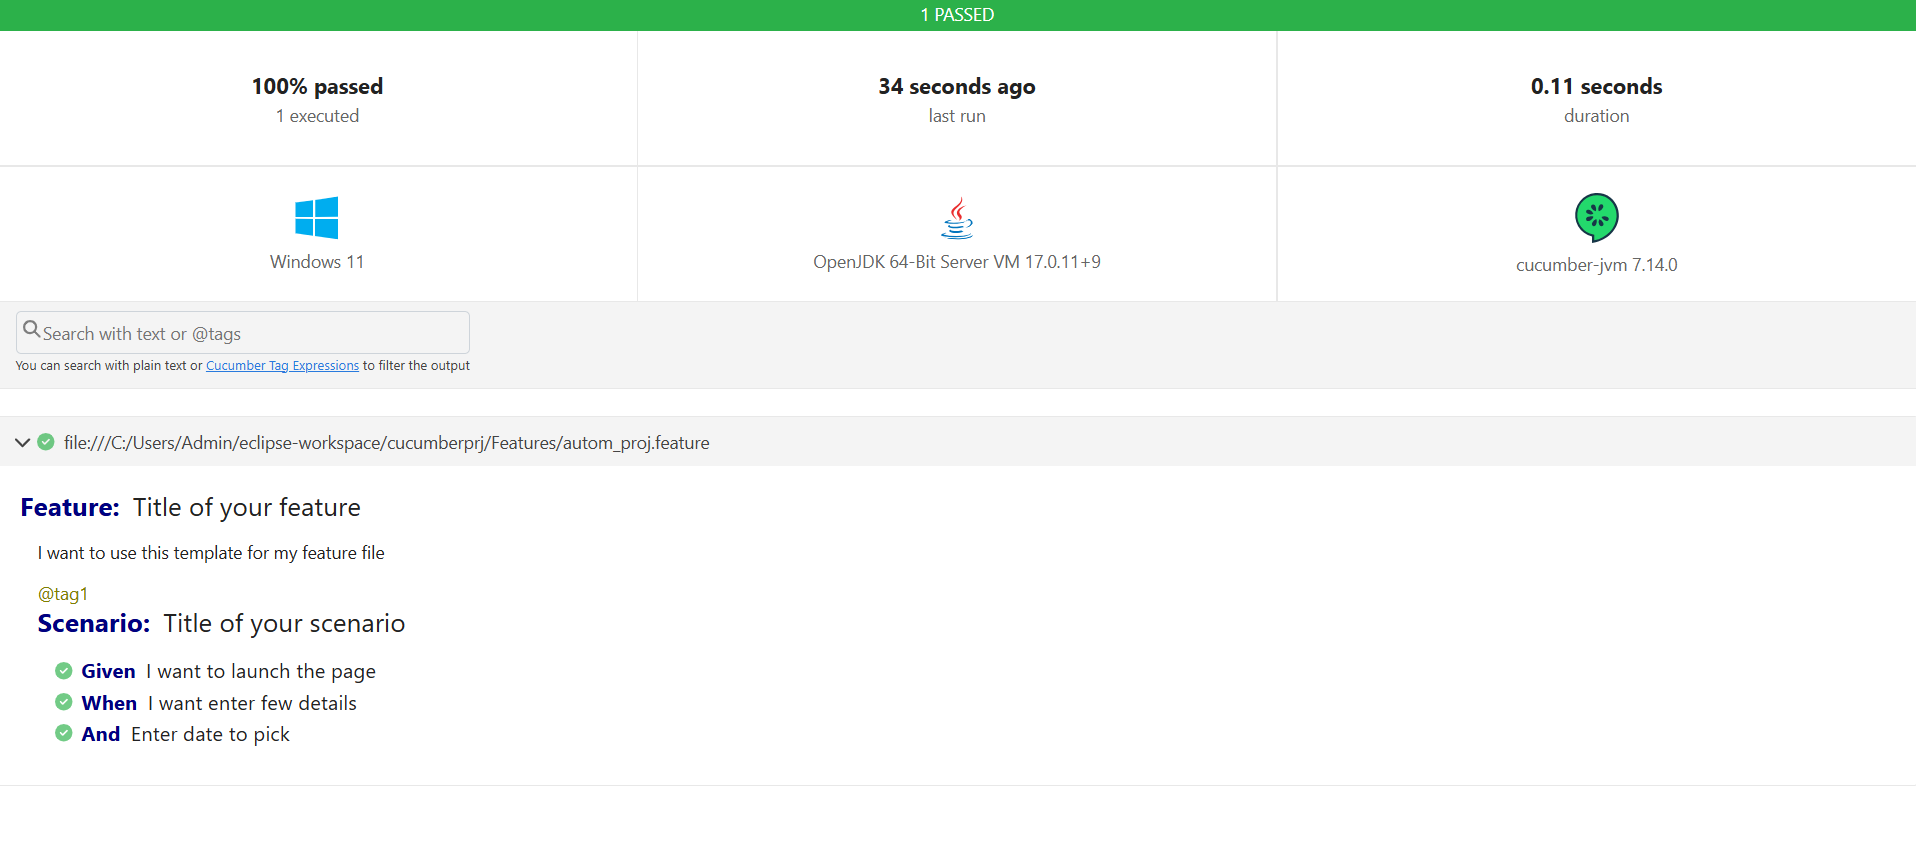 1 PASSED
100% passed
1 executed
34 seconds ago
last run
0.11 seconds
duration
Windows 11
OpenJDK 64-Bit Server VM 17.0.11+9
cucumber-jvm 7.14.0
Search with text or @tags
You can search with plain text or Cucumber Tag Expressions to filter the output
file:///C:/Users/Admin/eclipse-workspace/cucumberprj/Features/autom_proj.feature
Feature: Title of your feature
I want to use this template for my feature file
@tag1
Scenario: Title of your scenario
Given I want to launch the page
When I want enter few details
And Enter date to pick